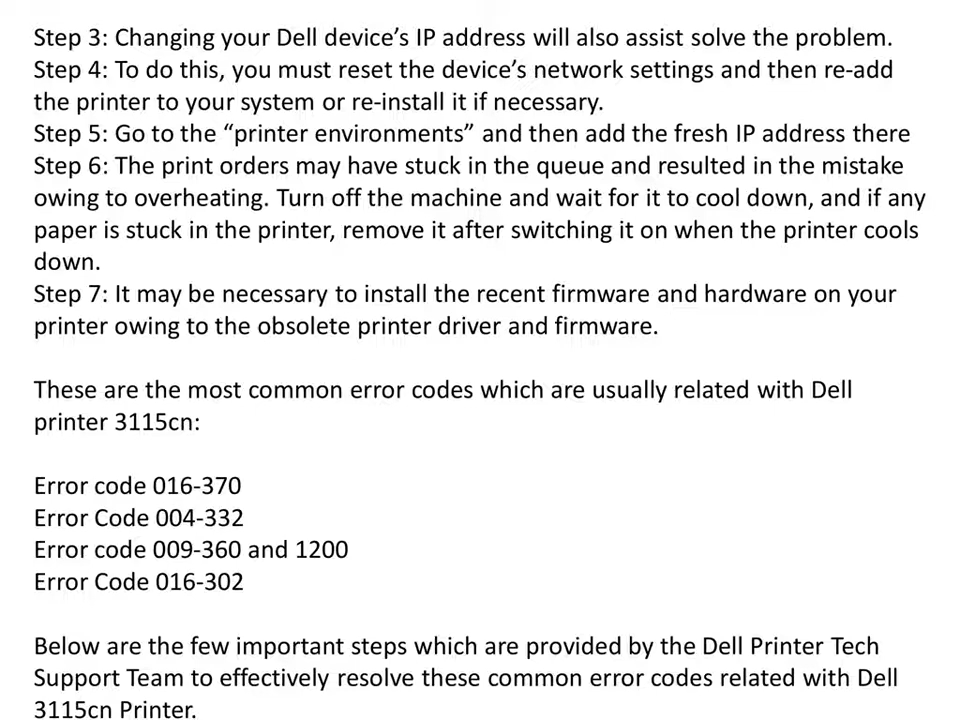 Step 3: Changing your Dell device’s IP address will also assist solve the problem.
Step 4: To do this, you must reset the device’s network settings and then re-add
the printer to your system or re-install it if necessary.
Step 5: Go to the “printer environments” and then add the fresh IP address there
Step 6: The print orders may have stuck in the queue and resulted in the mistake
owing to overheating. Turn off the machine and wait for it to cool down, and if any
paper is stuck in the printer, remove it after switching it on when the printer cools
down.
Step 7: It may be necessary to install the recent firmware and hardware on your
printer owing to the obsolete printer driver and firmware.
These are the most common error codes which are usually related with Dell
printer 3115cn:
Error code 016-370
Error Code 004-332
Error code 009-360 and 1200
Error Code 016-302
Below are the few important steps which are provided by the Dell Printer Tech
Support Team to effectively resolve these common error codes related with Dell
3115cn Printer.